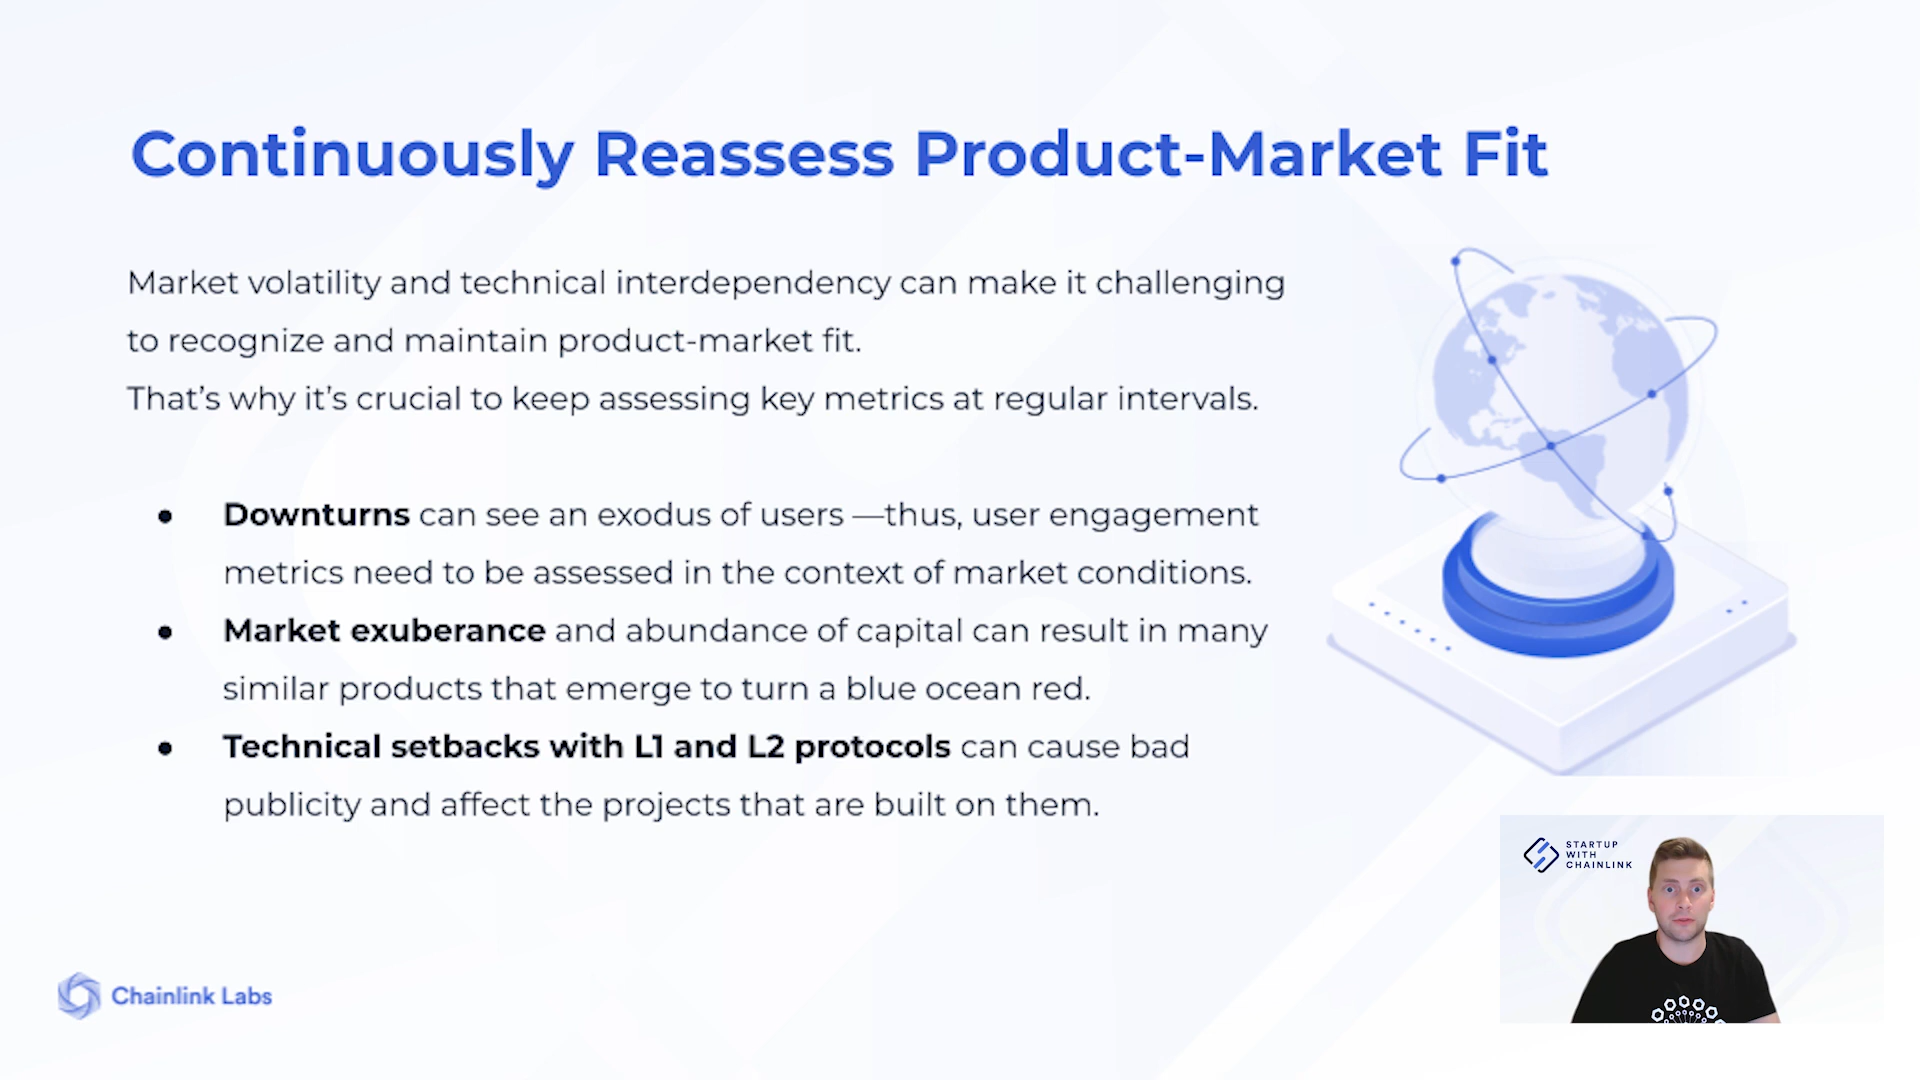 Continuously Reassess Product-Market Fit
Market volatility and technical interdependency can make it challenging
to recognize and maintain product-market fit.
That's why it's crucial to keep assessing key metrics at regular intervals.
● Downturns can see an exodus of users —thus, user engagement
metrics need to be assessed in the context of market conditions.
● Market exuberance and abundance of capital can result in many
similar products that emerge to turn a blue ocean red.
● Technical setbacks with L1 and L2 protocols can cause bad
publicity and affect the projects that are built on them.
STARTUP
WITH
CHAINLINK
Chainlink Labs